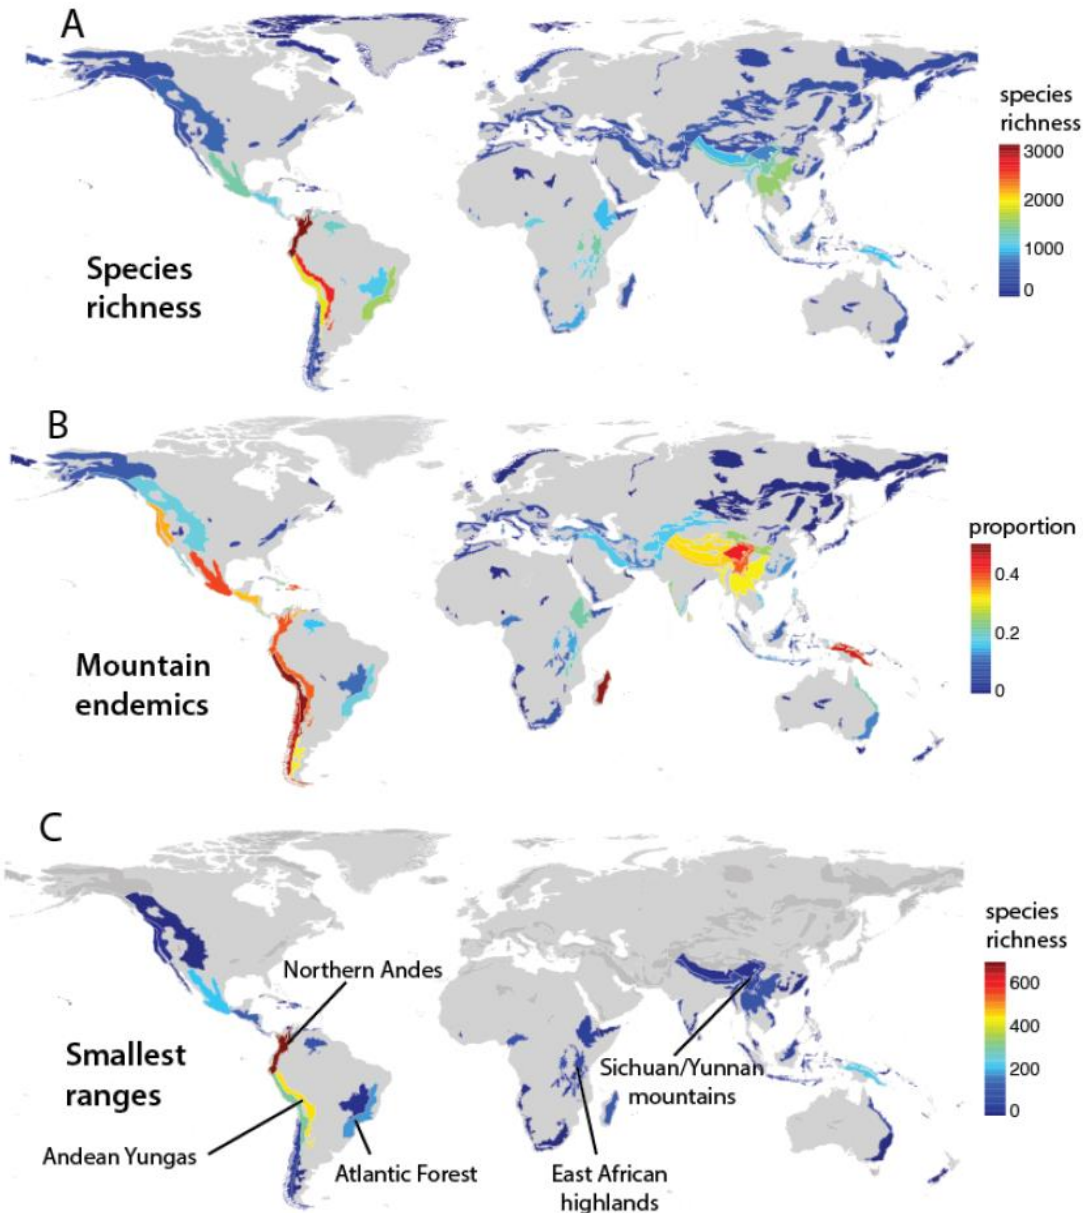 A
species
richness
3000
2000
1000
0
Species
richness
B
proportion
0.4
0.2
0
Mountain
endemics
C
species
richness
600
400
200
0
Northern Andes
Smallest
ranges
Sichuan/Yunnan
mountains
Andean Yungas
Atlantic Forest
East African
highlands